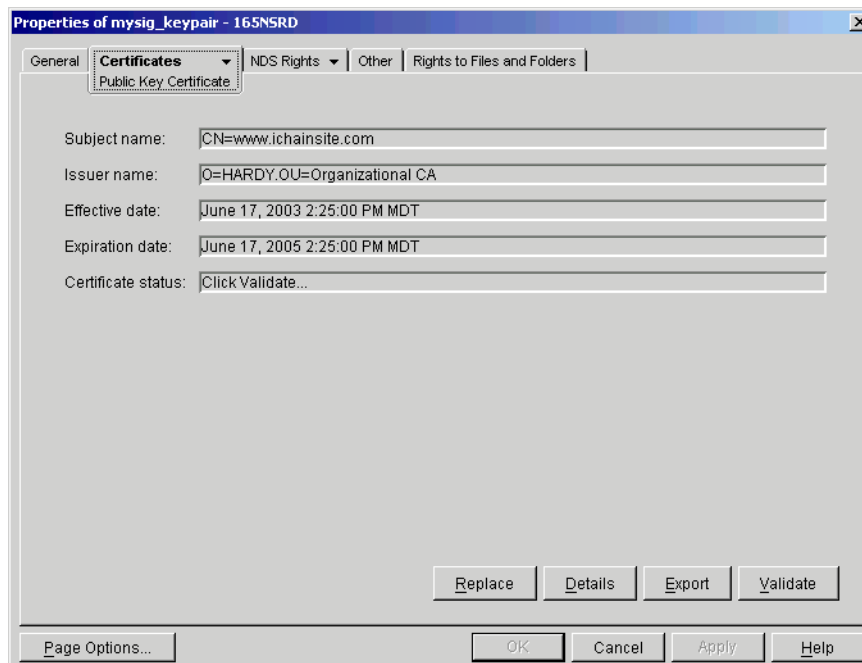 Properties of mysig_keypair - 165NSRD
General Certificates NDS Rights Other Rights to Files and Folders
Public Key Certificate
Subject name: CN=www.ichainsite.com
Issuer name: O=HARDY.OU=Organizational CA
Effective date: June 17, 2003 2:25:00 PM MDT
Expiration date: June 17, 2005 2:25:00 PM MDT
Certificate status: Click Validate...
Replace Details Export Validate
Page Options... OK Cancel Apply Help